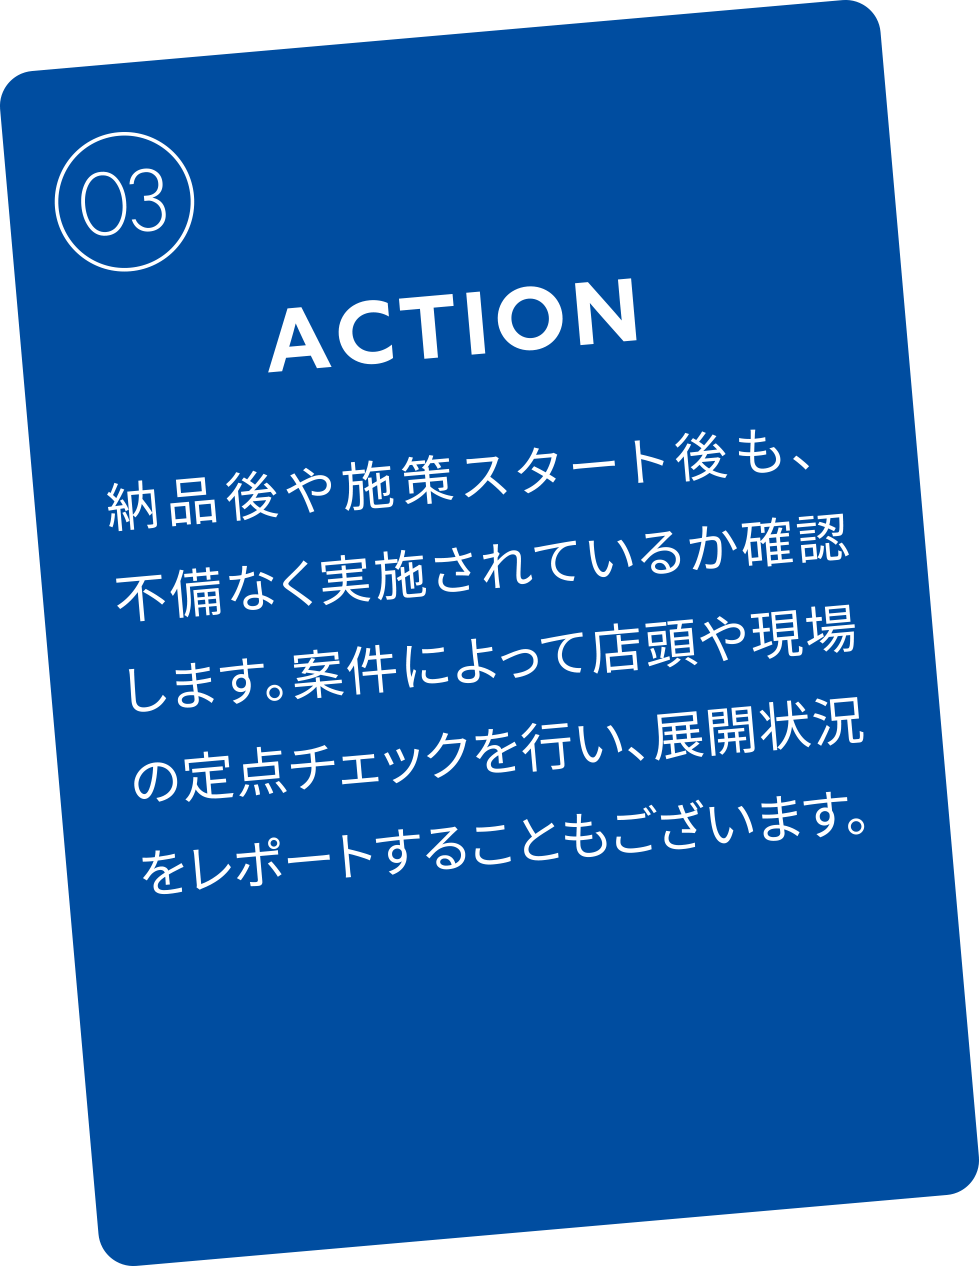 03
ACTION
納品後や施策スタート後も、
不備なく実施されているか確認
します。案件によって店頭や現場
の定点チェックを行い、展開状況
をレポートすることもございます。